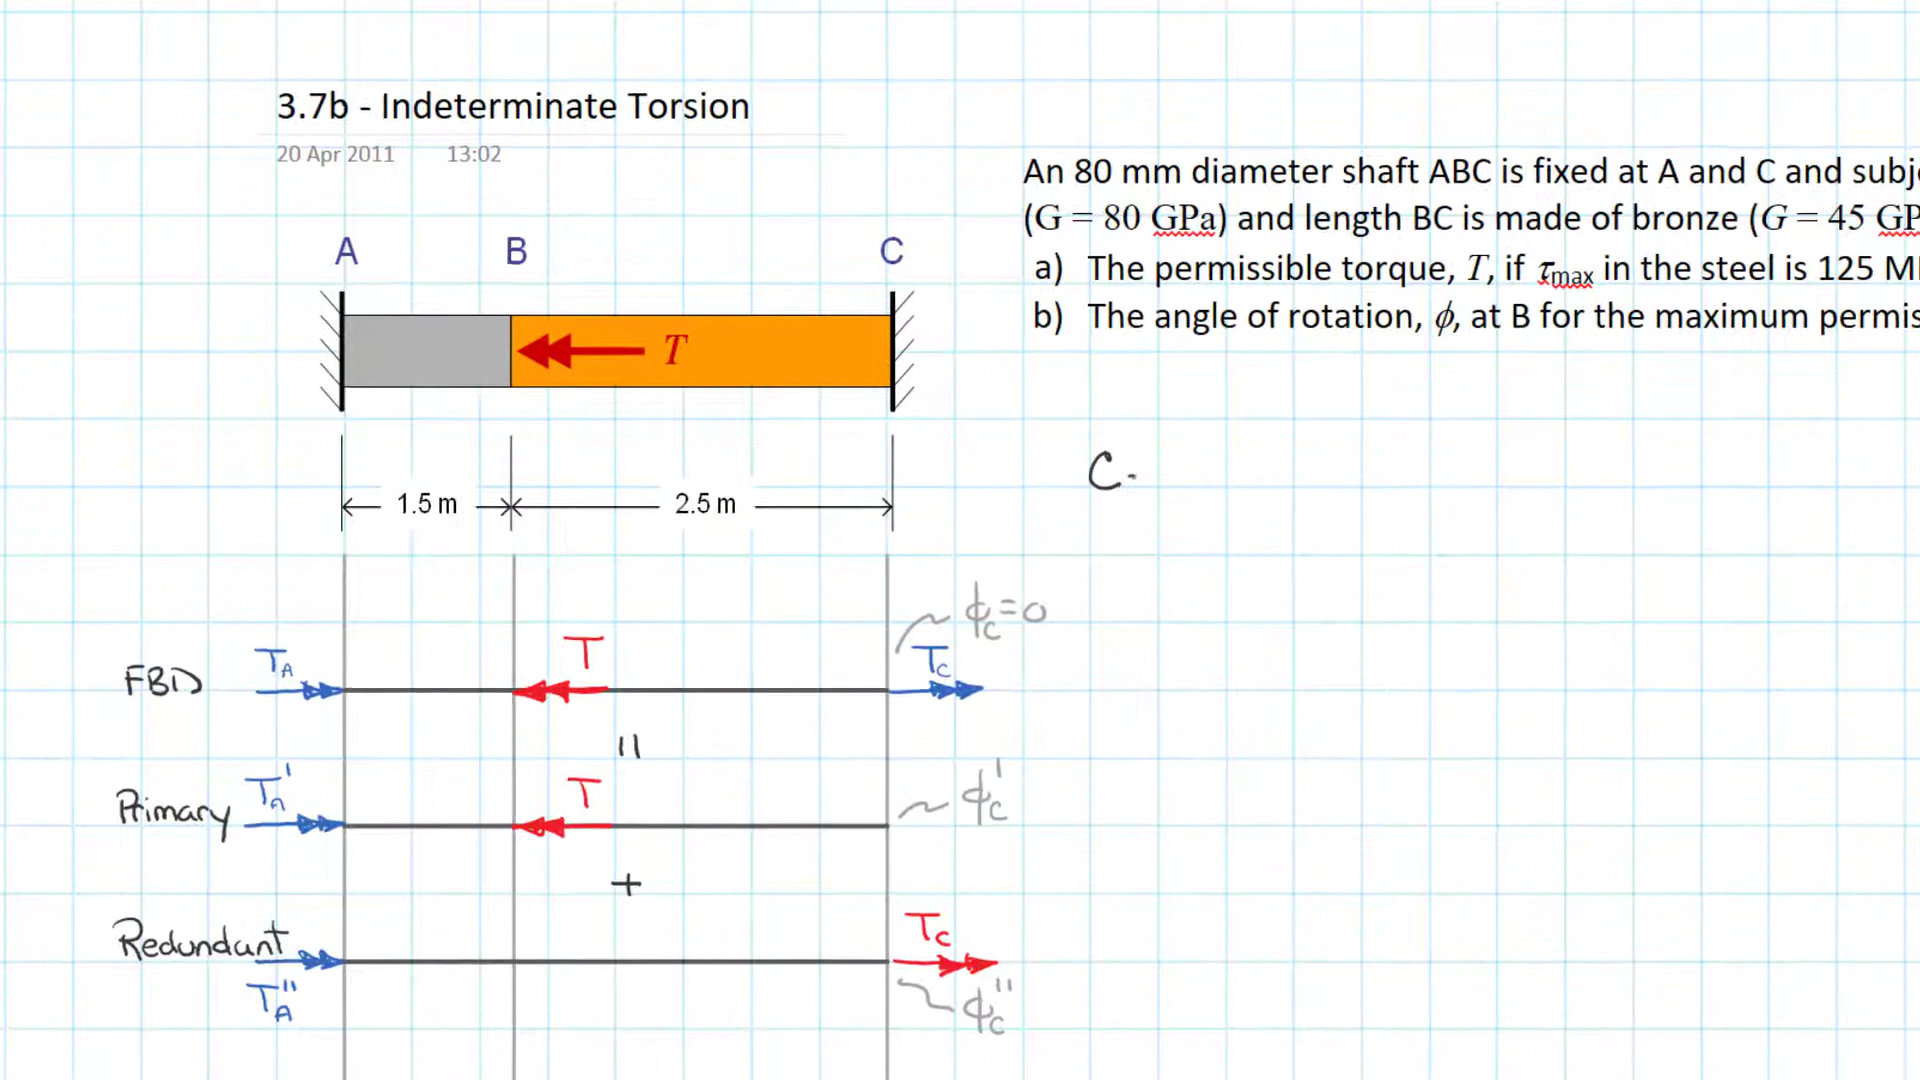 3.7b - Indeterminate Torsion
20 Apr 2011 13:02
An 80 mm diameter shaft ABC is fixed at A and C and subj
(G = 80 GPa) and length BC is made of bronze (G = 45 GP
a) The permissible torque, T, if τmax in the steel is 125 M
b) The angle of rotation, ϕ, at B for the maximum permis
A B C
T
C.
1.5 m 2.5 m
ϕc=0
FBD TA T Tc
=
Primary TA' T ϕc'
+
Redundant Tc
TA" ϕc"